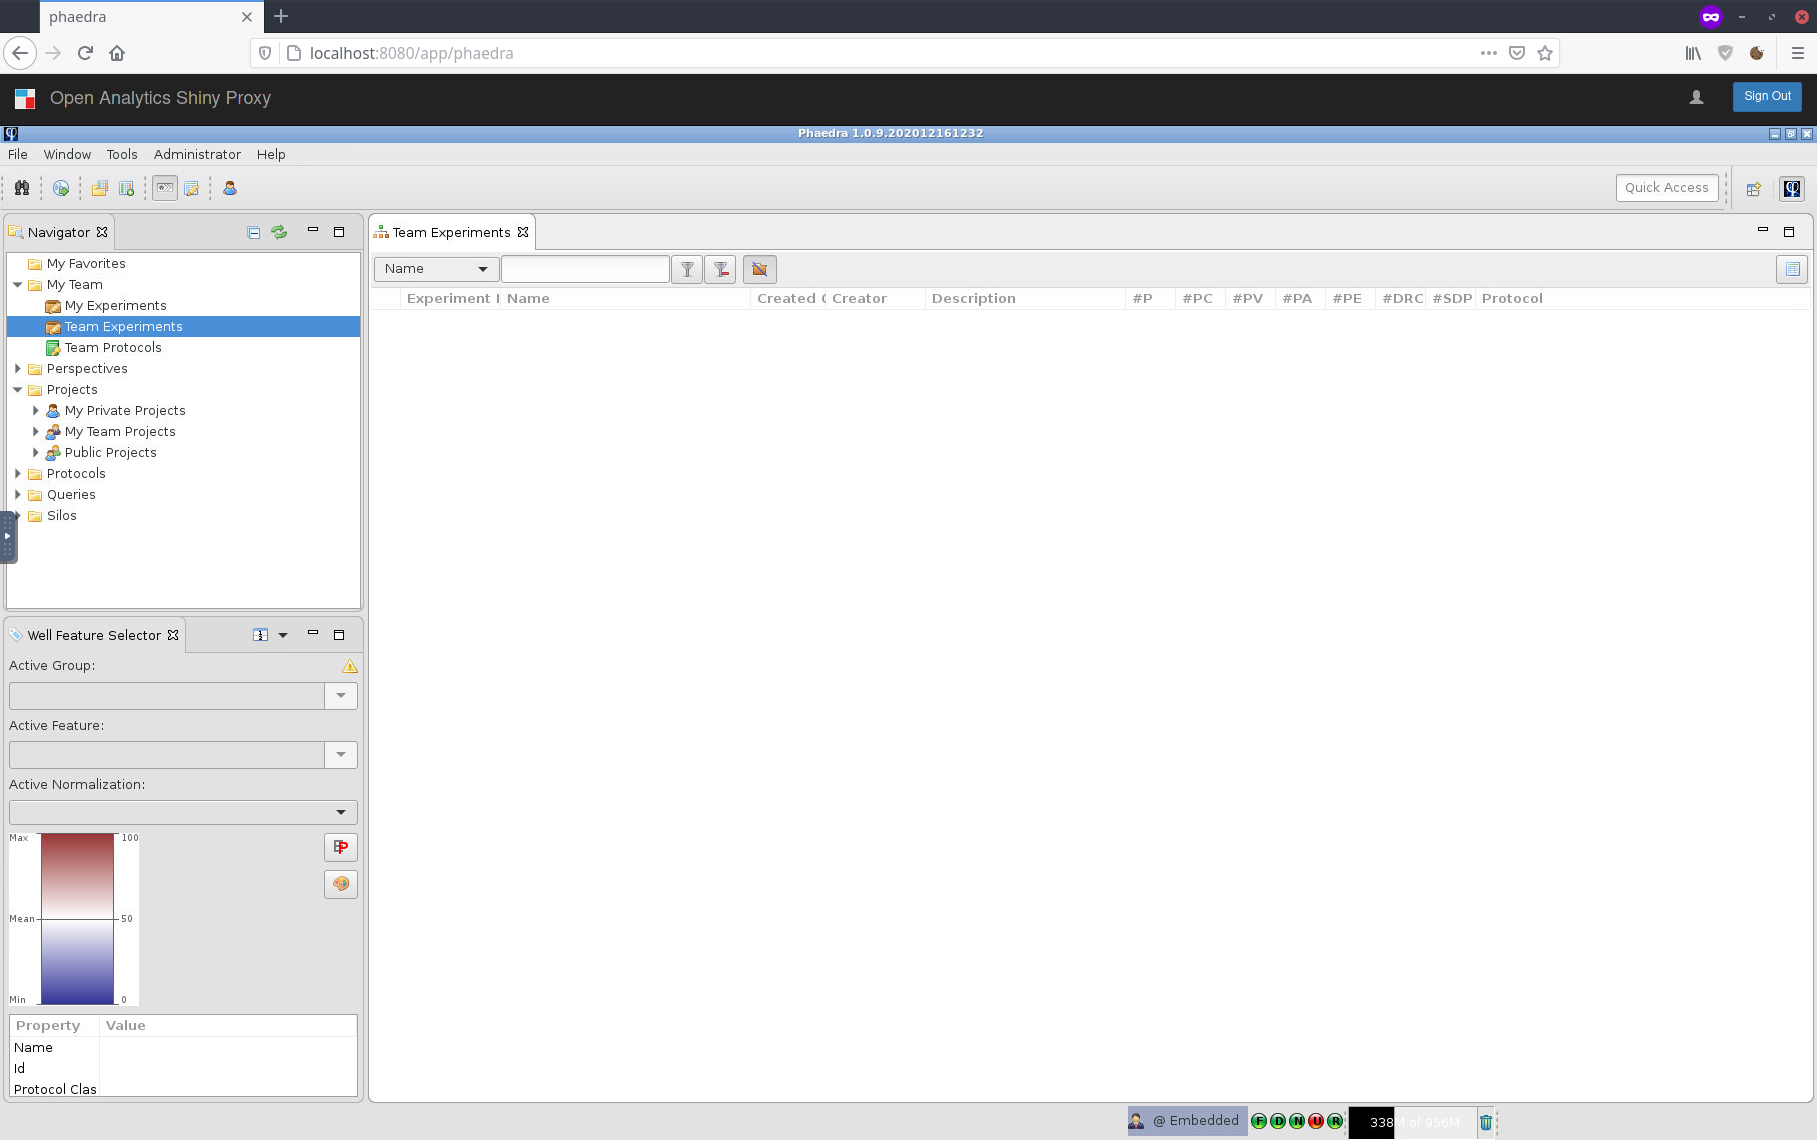 phaedra
localhost:8080/app/phaedra
Open Analytics Shiny Proxy
Sign Out
Phaedra 1.0.9.202012161232
File Window Tools Administrator Help
Quick Access
Navigator
My Favorites
My Team
My Experiments
Team Experiments
Team Protocols
Perspectives
Projects
My Private Projects
My Team Projects
Public Projects
Protocols
Queries
Silos
Team Experiments
Name
Experiment I Name Created O Creator Description #P #PC #PV #PA #PE #DRC #SDP Protocol
Well Feature Selector
Active Group:
Active Feature:
Active Normalization:
Max 100
Mean 50
Min 0
Property Value
Name
Id
Protocol Clas
@ Embedded F D N U R 338M of 956M